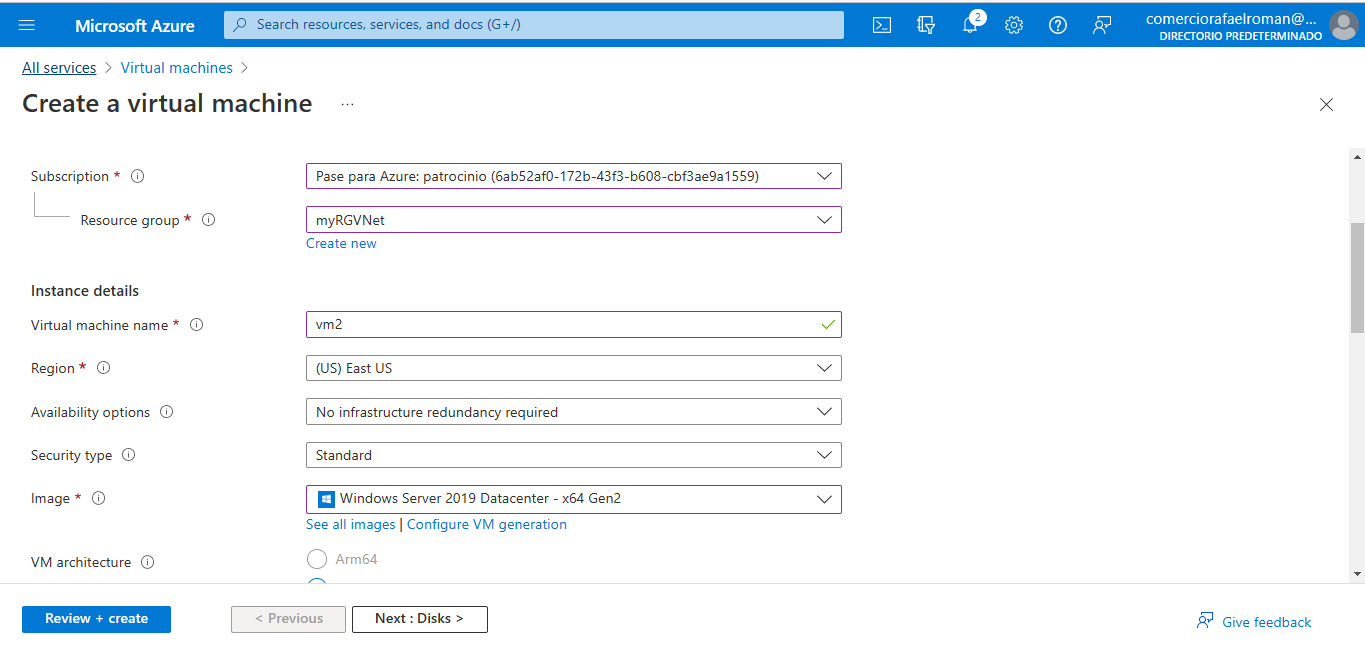 Microsoft Azure
Search resources, services, and docs (G+/)
2
comerciorafaelroman@...
DIRECTORIO PREDETERMINADO
All services > Virtual machines >
Create a virtual machine ...
Subscription *
Pase para Azure: patrocinio (6ab52af0-172b-43f3-b608-cbf3ae9a1559)
Resource group *
myRGVNet
Create new
Instance details
Virtual machine name *
vm2
Region *
(US) East US
Availability options
No infrastructure redundancy required
Security type
Standard
Image *
Windows Server 2019 Datacenter - x64 Gen2
See all images | Configure VM generation
VM architecture
Arm64
Review + create
< Previous
Next : Disks >
Give feedback